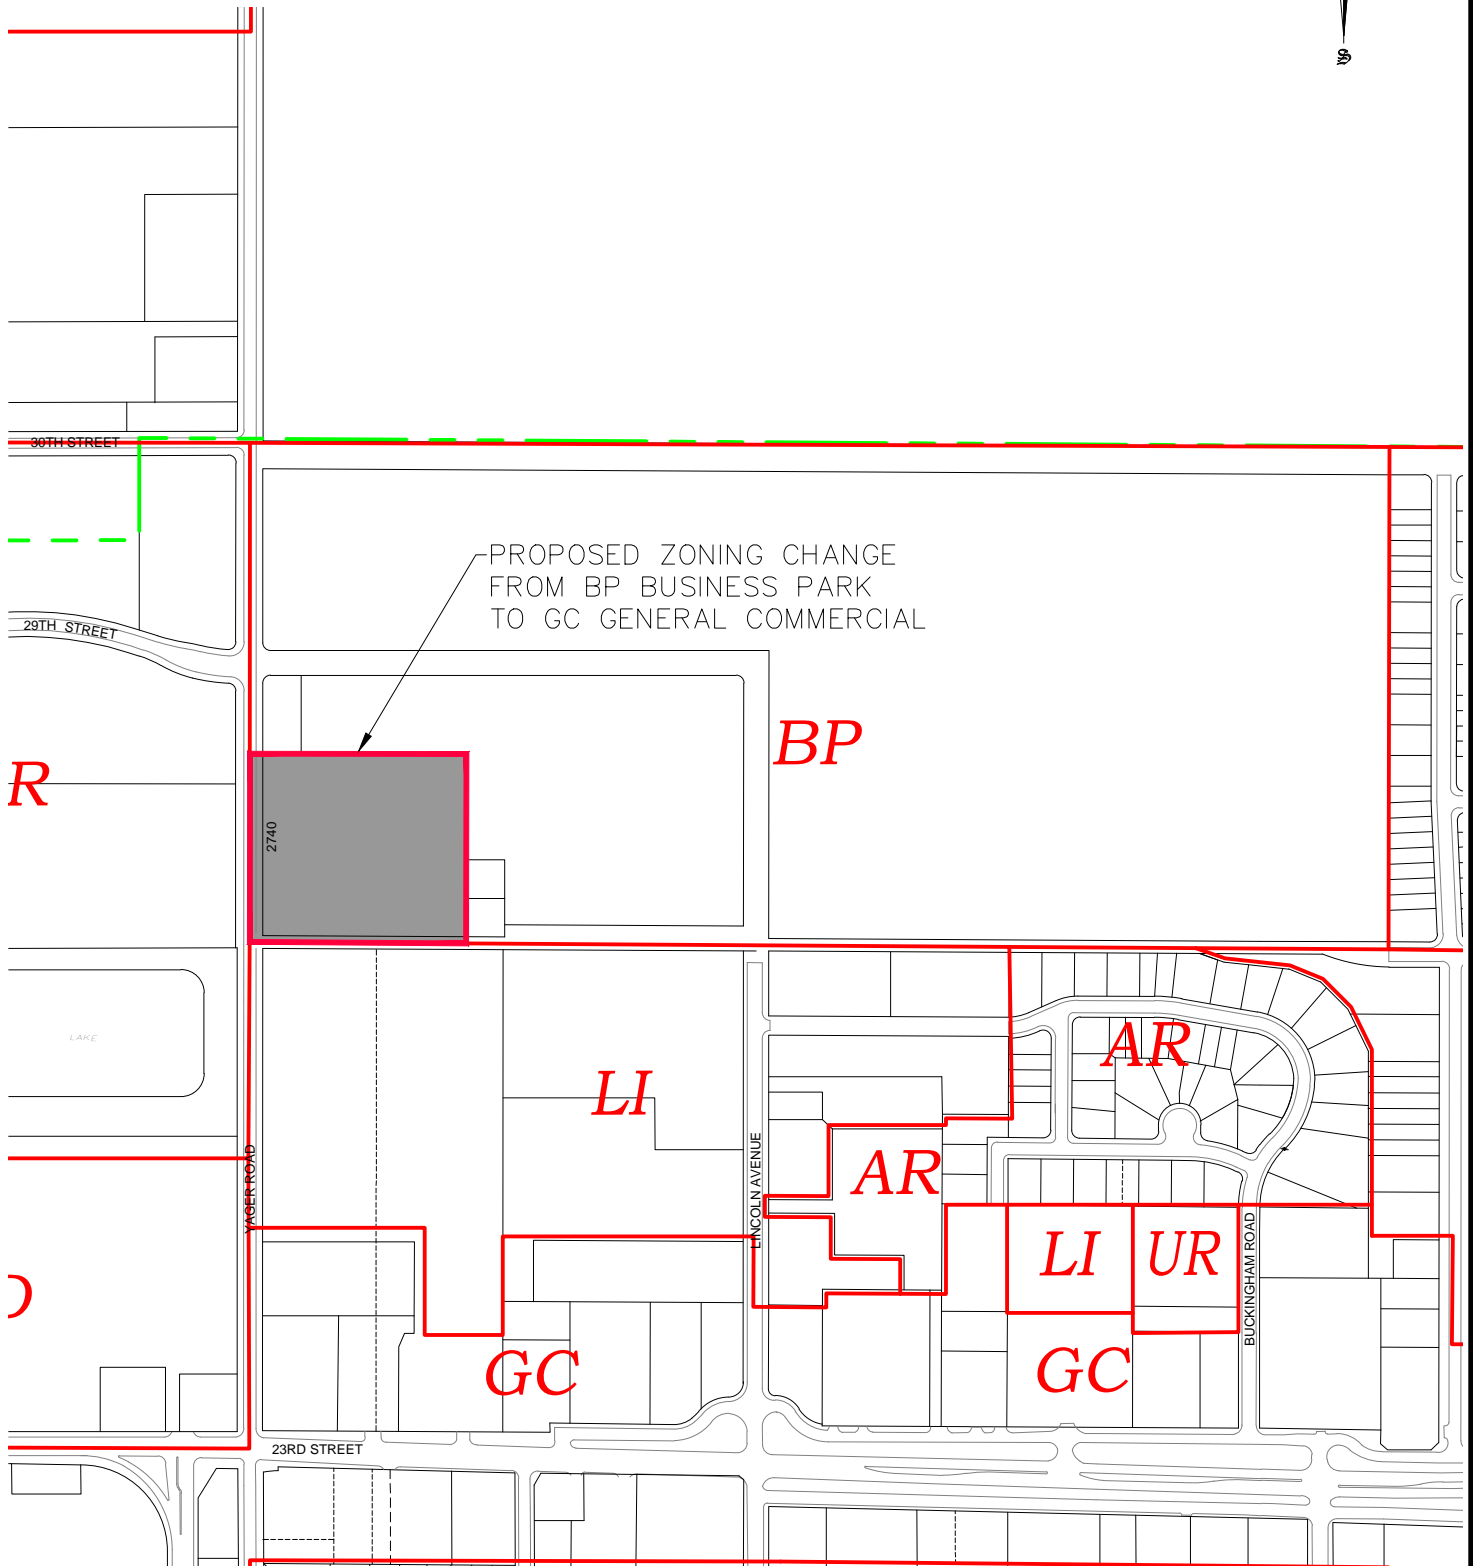 S
30TH STREET
PROPOSED ZONING CHANGE
FROM BP BUSINESS PARK
TO GC GENERAL COMMERCIAL
29TH STREET
BP
R
2740
LAKE
AR
LI
AR
YAGER ROAD
LINCOLN AVENUE
LI
UR
BUCKINGHAM ROAD
GC
GC
23RD STREET